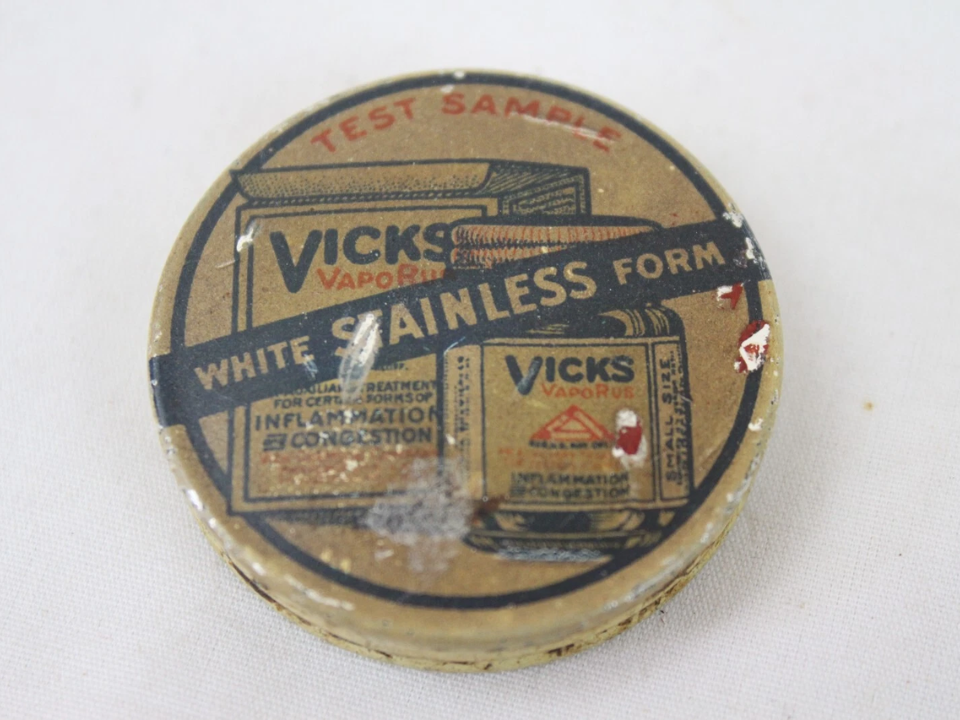 TEST SAMPLE
VICKS
VAPORUB
WHITE STAINLESS FORM
TREATMENT
FOR CERTAIN FORMS OF
INFLAMMATION
CONGESTION
VICKS
VAPORUB
INFLAMMATION
CONGESTION
SMALL SIZE